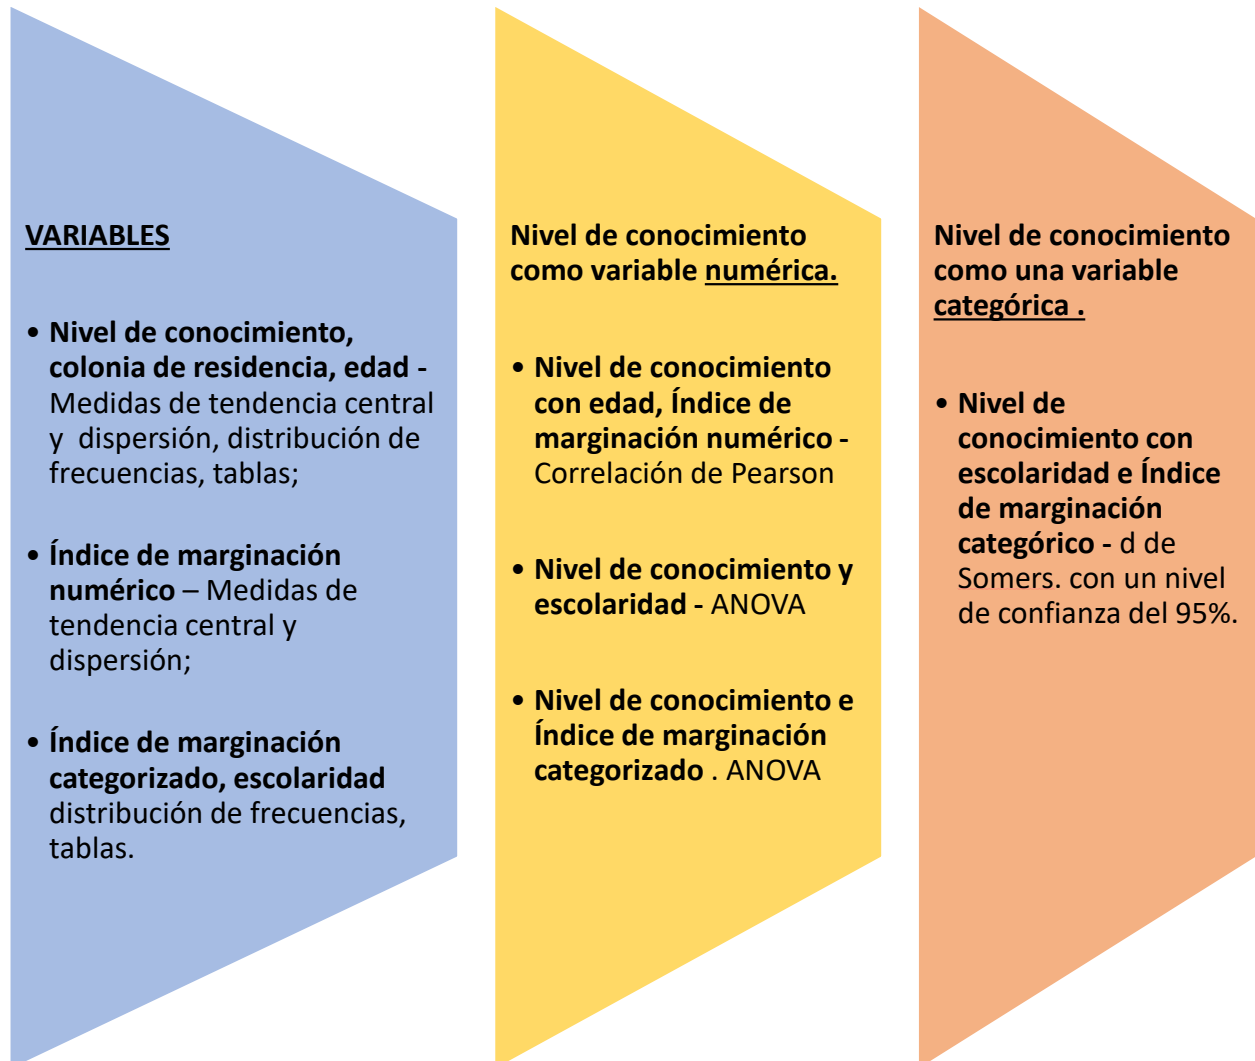 VARIABLES
• Nivel de conocimiento,
colonia de residencia, edad -
Medidas de tendencia central
y dispersión, distribución de
frecuencias, tablas;
• Índice de marginación
numérico – Medidas de
tendencia central y
dispersión;
• Índice de marginación
categorizado, escolaridad
distribución de frecuencias,
tablas.
Nivel de conocimiento
como variable numérica.
• Nivel de conocimiento
con edad, Índice de
marginación numérico -
Correlación de Pearson
• Nivel de conocimiento y
escolaridad - ANOVA
• Nivel de conocimiento e
Índice de marginación
categorizado . ANOVA
Nivel de conocimiento
como una variable
categórica .
• Nivel de
conocimiento con
escolaridad e Índice
de marginación
categórico - d de
Somers. con un nivel
de confianza del 95%.